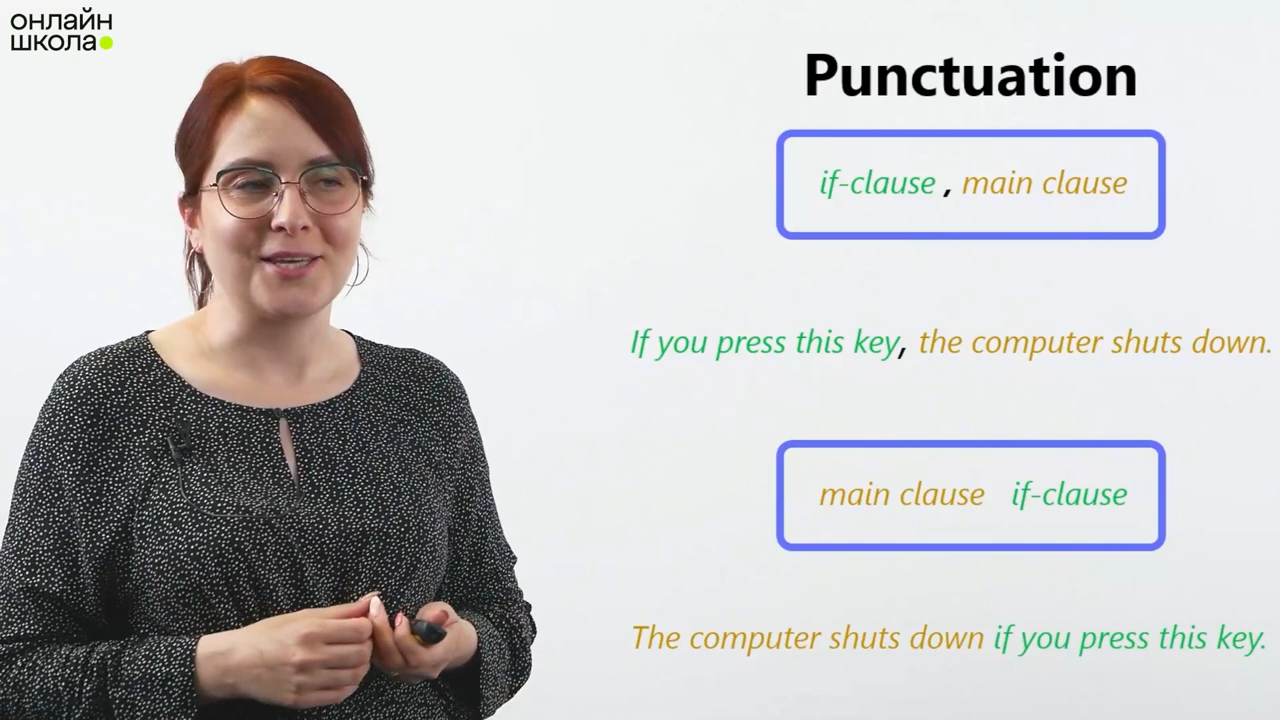 онлайн
школа
Punctuation
if-clause , main clause
If you press this key, the computer shuts down.
main clause if-clause
The computer shuts down if you press this key.